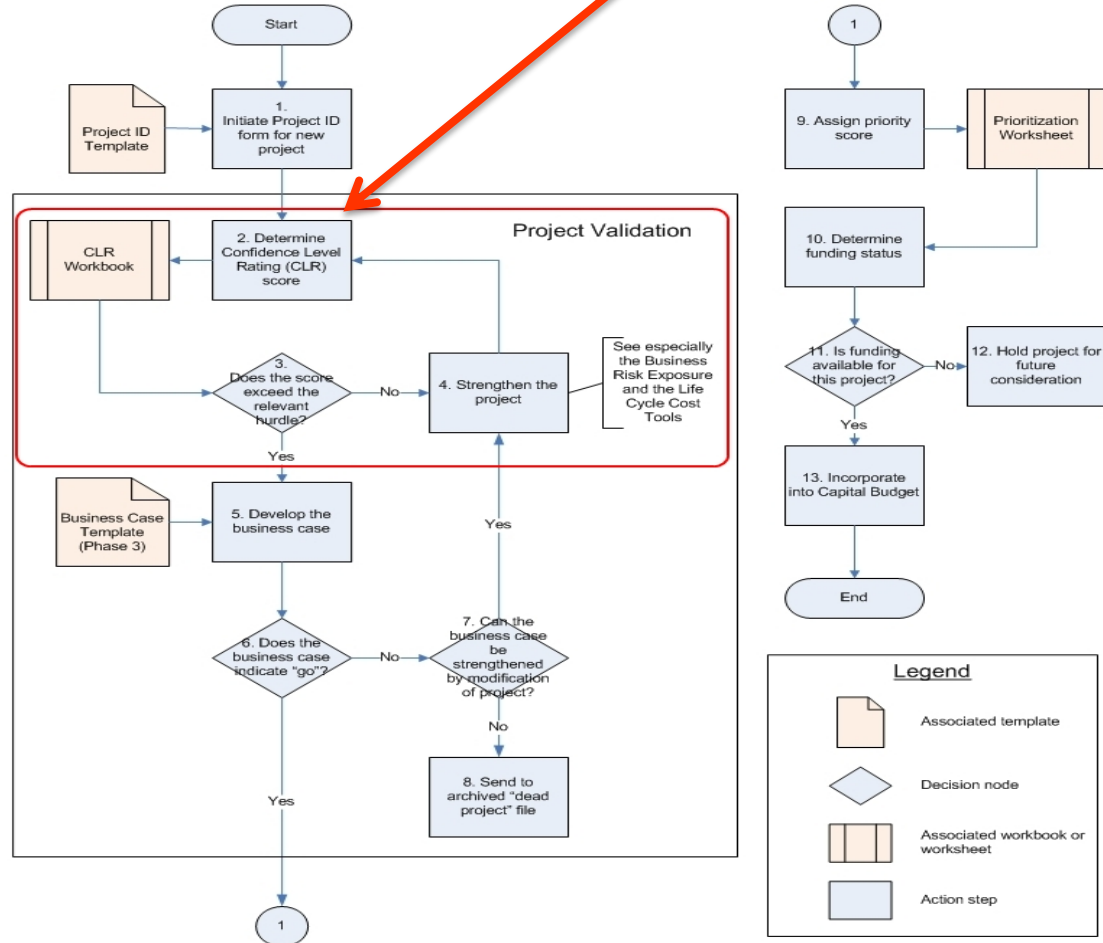 Start
Project ID
Template
1.
Initiate Project ID
form for new
project
Project Validation
CLR
Workbook
2. Determine
Confidence Level
Rating (CLR)
score
3.
Does the score
exceed the
relevant
hurdle?
No
4. Strengthen the
project
See especially
the Business
Risk Exposure
and the Life
Cycle Cost
Tools
Yes
Business Case
Template
(Phase 3)
5. Develop the
business case
Yes
6. Does the
business case
indicate “go”?
No
7. Can the
business case
be
strengthened
by modification
of project?
No
8. Send to
archived “dead
project” file
Yes
1
1
9. Assign priority
score
Prioritization
Worksheet
10. Determine
funding status
11. Is funding
available for
this project?
No
12. Hold project for
future
consideration
Yes
13. Incorporate
into Capital Budget
End
Legend
Associated template
Decision node
Associated workbook or
worksheet
Action step